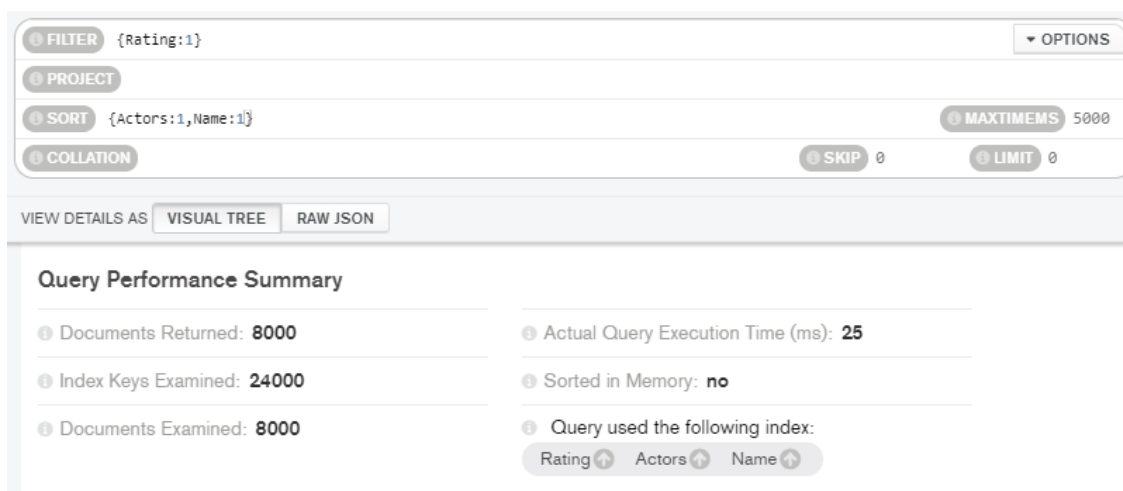 FILTER {Rating:1} OPTIONS
PROJECT
SORT {Actors:1,Name:1} MAXTIMEMS 5000
COLLATION SKIP 0 LIMIT 0
VIEW DETAILS AS VISUAL TREE RAW JSON
Query Performance Summary
Documents Returned: 8000 Actual Query Execution Time (ms): 25
Index Keys Examined: 24000 Sorted in Memory: no
Documents Examined: 8000 Query used the following index:
Rating Actors Name